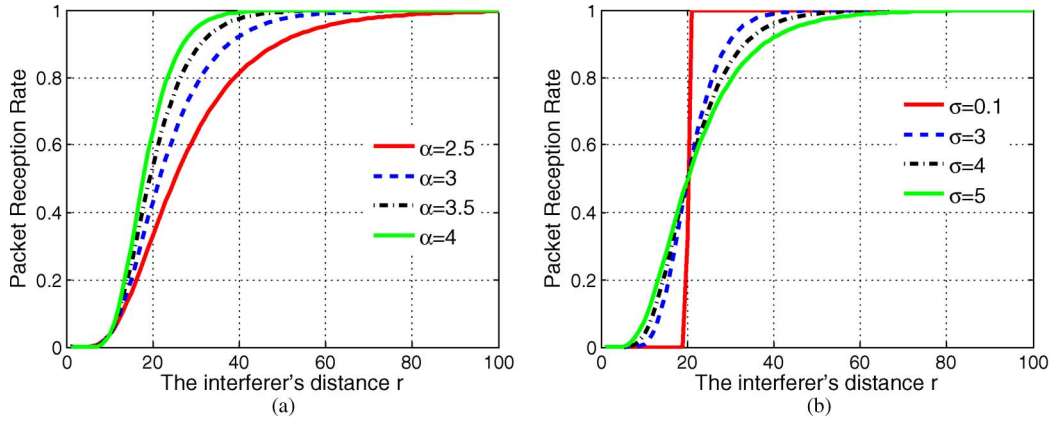 Packet Reception Rate
1
0.8
0.6
0.4
0.2
0
0
20
40
60
80
100
α=2.5
α=3
α=3.5
α=4
The interferer's distance r
(a)
Packet Reception Rate
1
0.8
0.6
0.4
0.2
0
0
20
40
60
80
100
σ=0.1
σ=3
σ=4
σ=5
The interferer's distance r
(b)